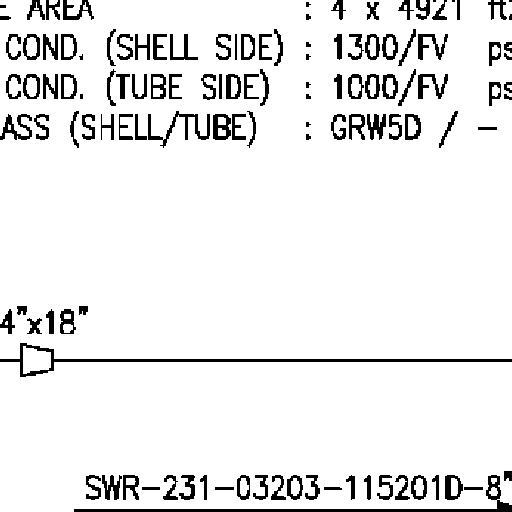 E AREA : 4 x 4921 ft2
COND. (SHELL SIDE) : 1300/FV ps
COND. (TUBE SIDE) : 1000/FV ps
ASS (SHELL/TUBE) : GRW5D / -
4"x18"
SWR-231-03203-115201D-8"